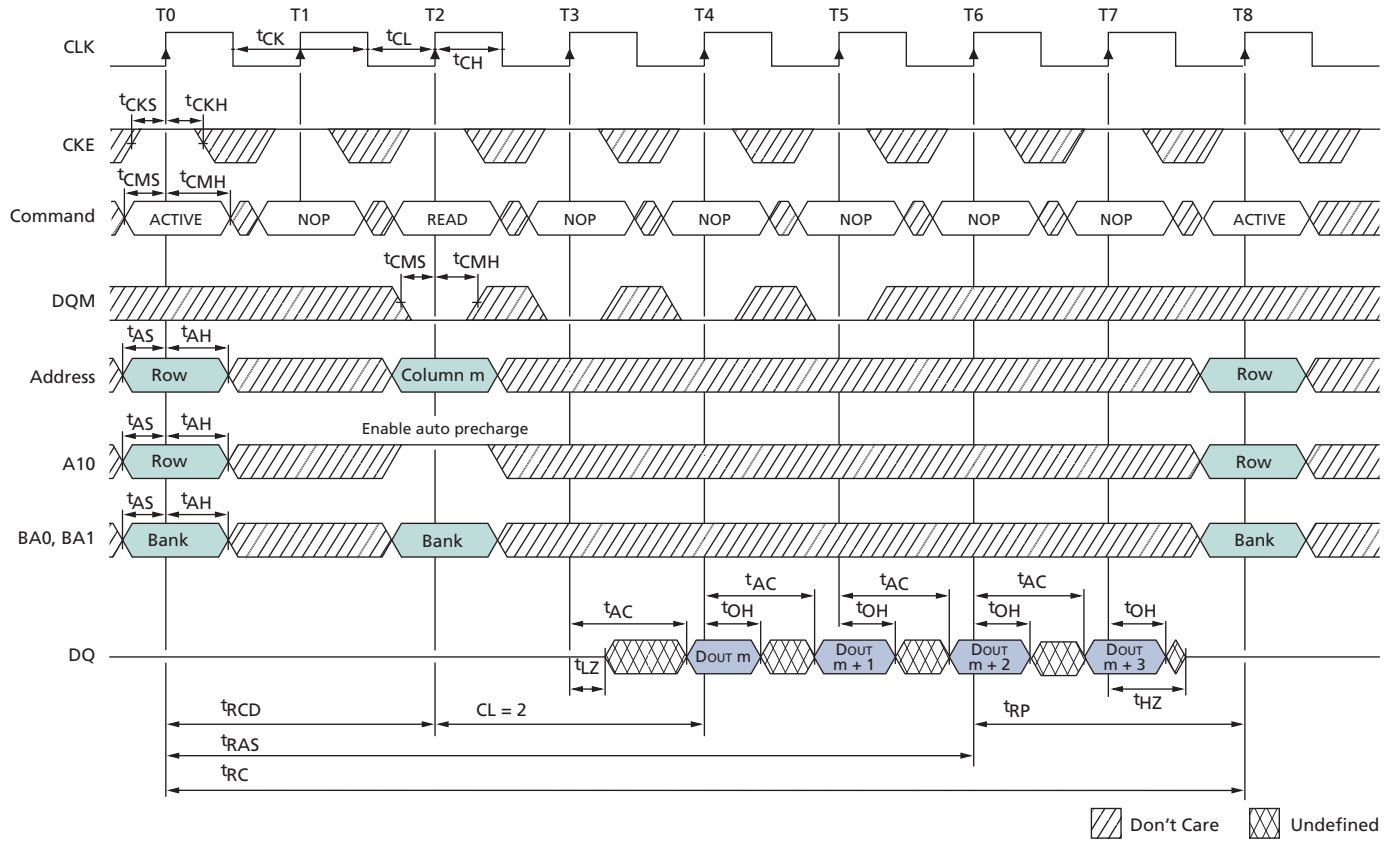 T0 T1 T2 T3 T4 T5 T6 T7 T8
CLK
tCK tCL
tCH
tCKS tCKH
CKE
tCMS tCMH
Command ACTIVE NOP READ NOP NOP NOP NOP NOP ACTIVE
tCMS tCMH
DQM
tAS tAH
Address Row Column m Row
Enable auto precharge
tAS tAH
A10 Row Row
tAS tAH
BA0, BA1 Bank Bank Bank
tAC tAC tAC
tAC tOH tOH tOH tOH
DQ DOUT m DOUT m + 1 DOUT m + 2 DOUT m + 3
tLZ tHZ
tRCD CL = 2 tRP
tRAS
tRC
Don't Care Undefined